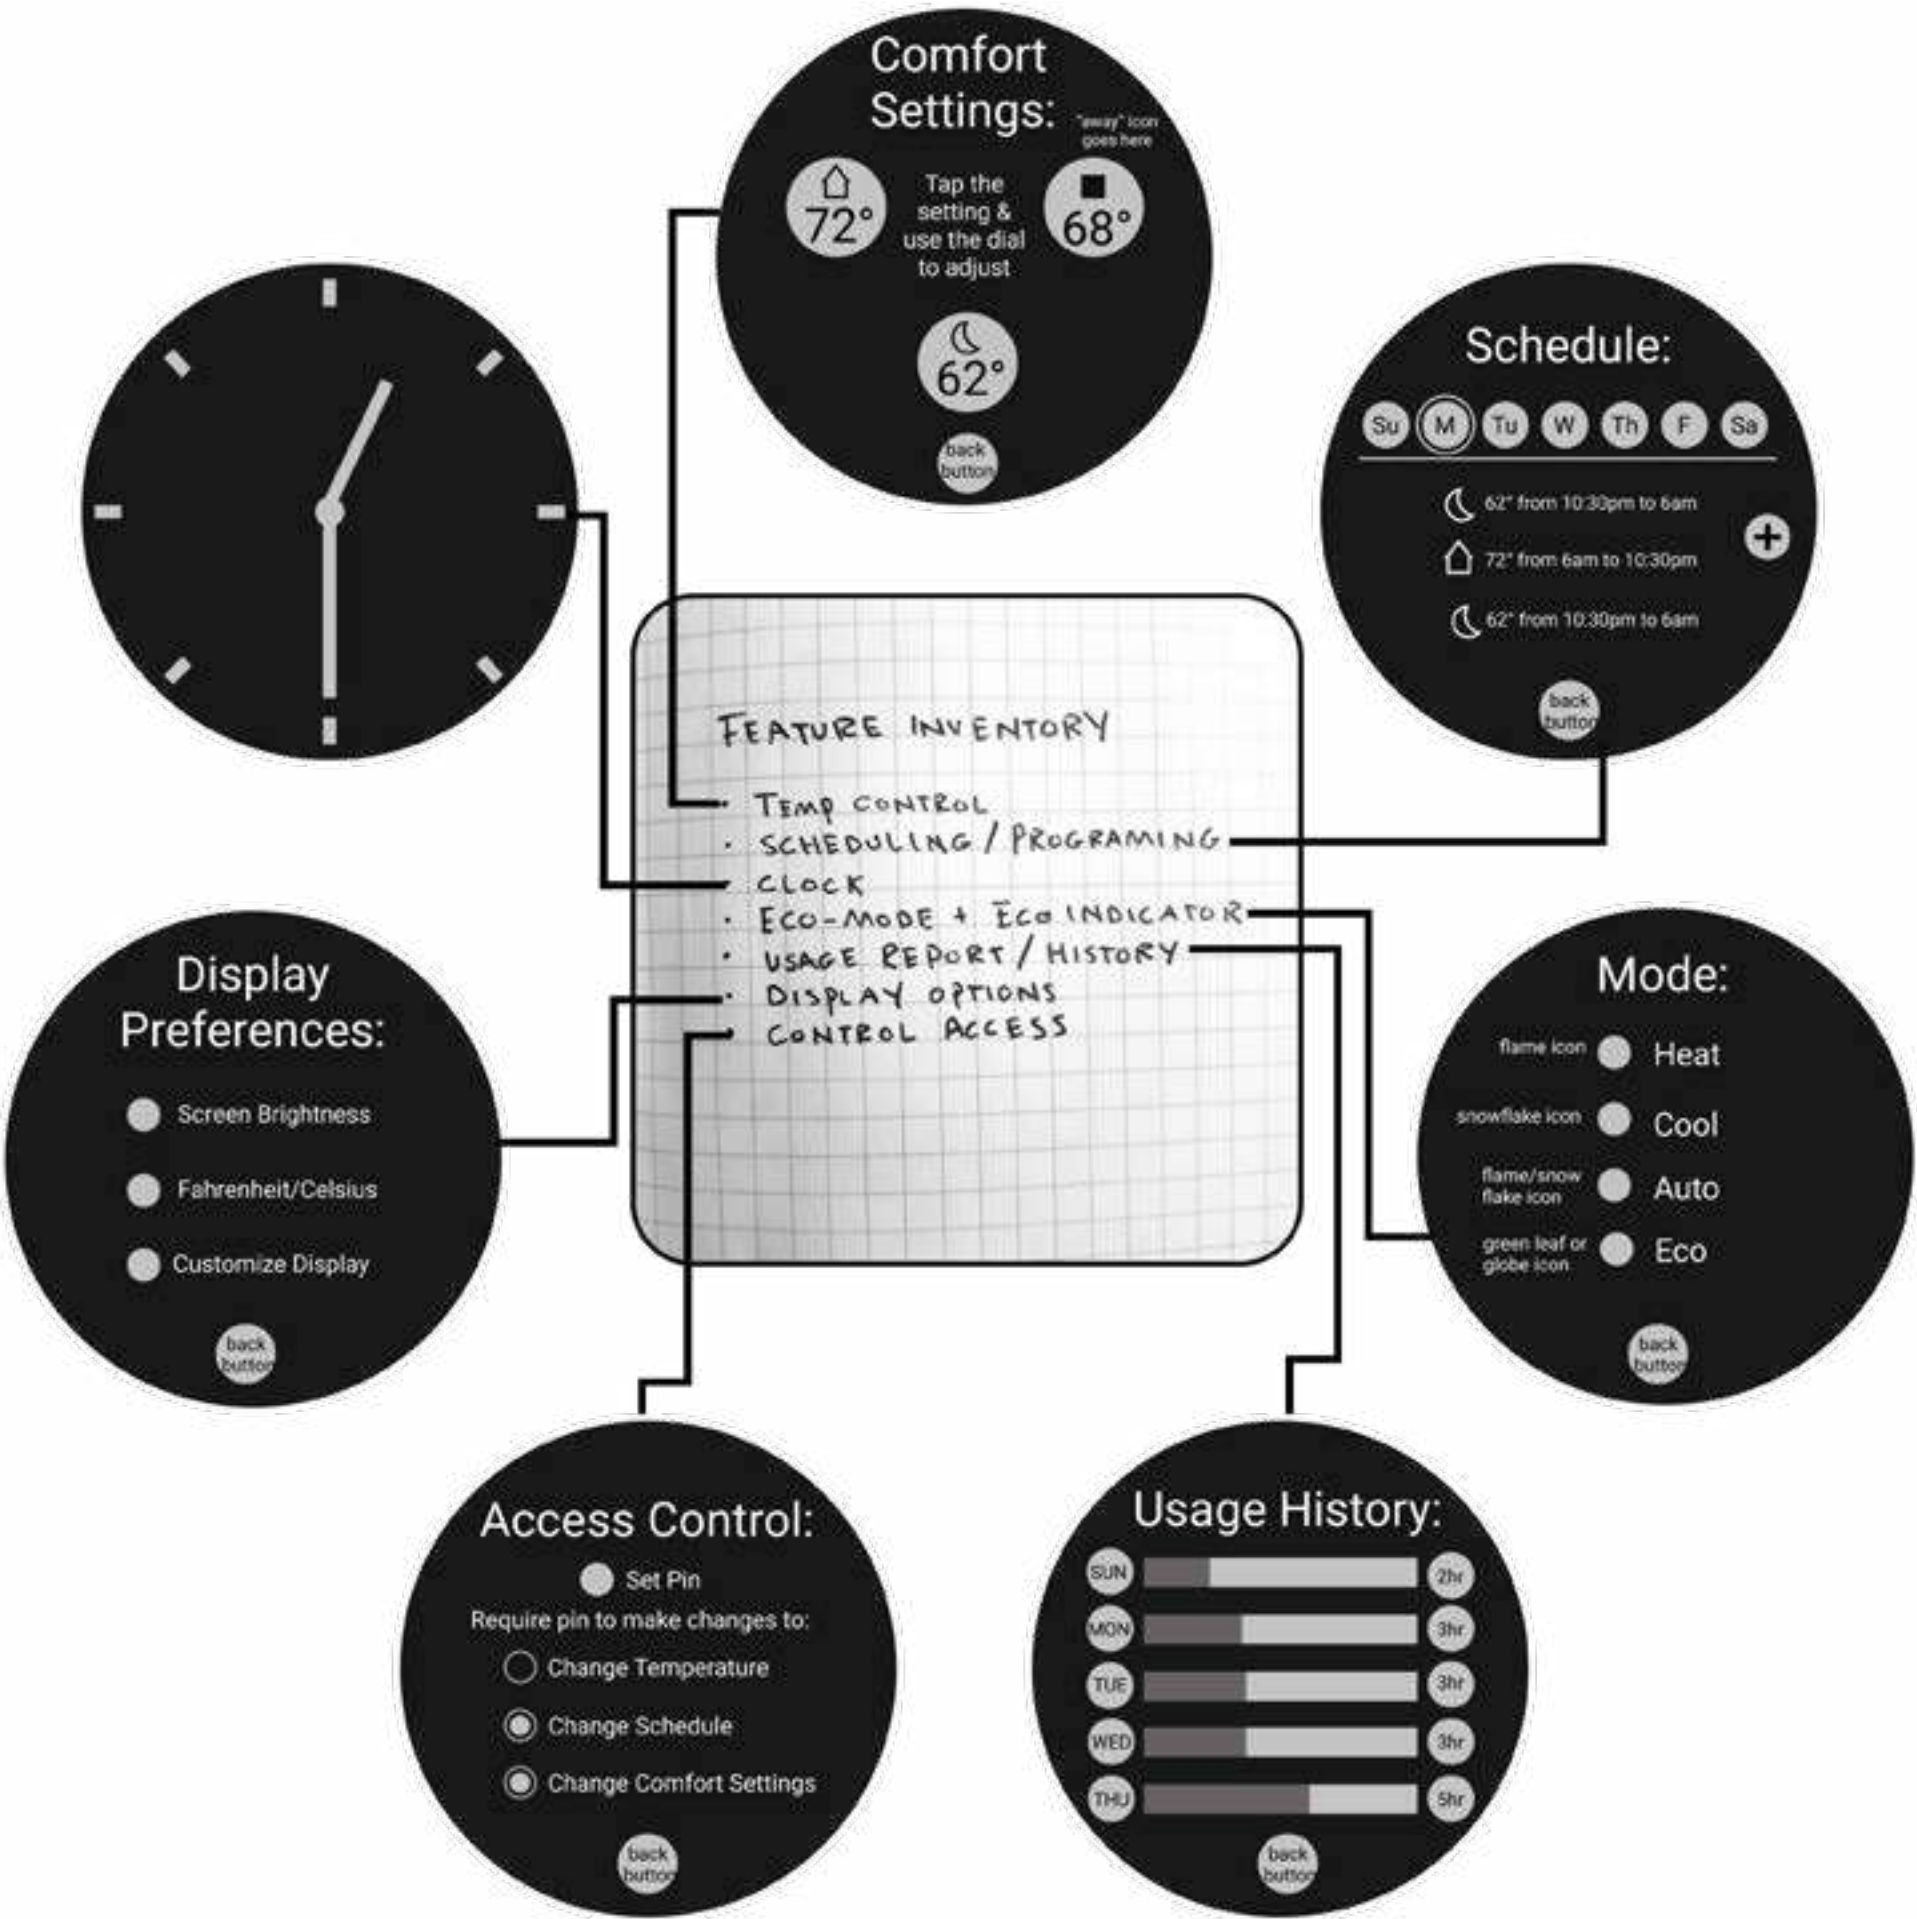 Comfort
Settings:
"away" icon
goes here
72°
Tap the
setting &
use the dial
to adjust
68°
62°
back
button
Schedule:
Su M Tu W Th F Sa
62° from 10:30pm to 6am
+
72° from 6am to 10:30pm
62° from 10:30pm to 6am
back
button
FEATURE INVENTORY
· TEMP CONTROL
· SCHEDULING / PROGRAMING
· CLOCK
· ECO-MODE + ECO INDICATOR
· USAGE REPORT / HISTORY
· DISPLAY OPTIONS
· CONTROL ACCESS
Display
Preferences:
Screen Brightness
Fahrenheit/Celsius
Customize Display
back
button
Mode:
flame icon Heat
snowflake icon Cool
flame/snow
flake icon
Auto
green leaf or
globe icon
Eco
back
button
Access Control:
Set Pin
Require pin to make changes to:
Change Temperature
Change Schedule
Change Comfort Settings
back
button
Usage History:
SUN 2hr
MON 3hr
TUE 3hr
WED 3hr
THU 5hr
back
button